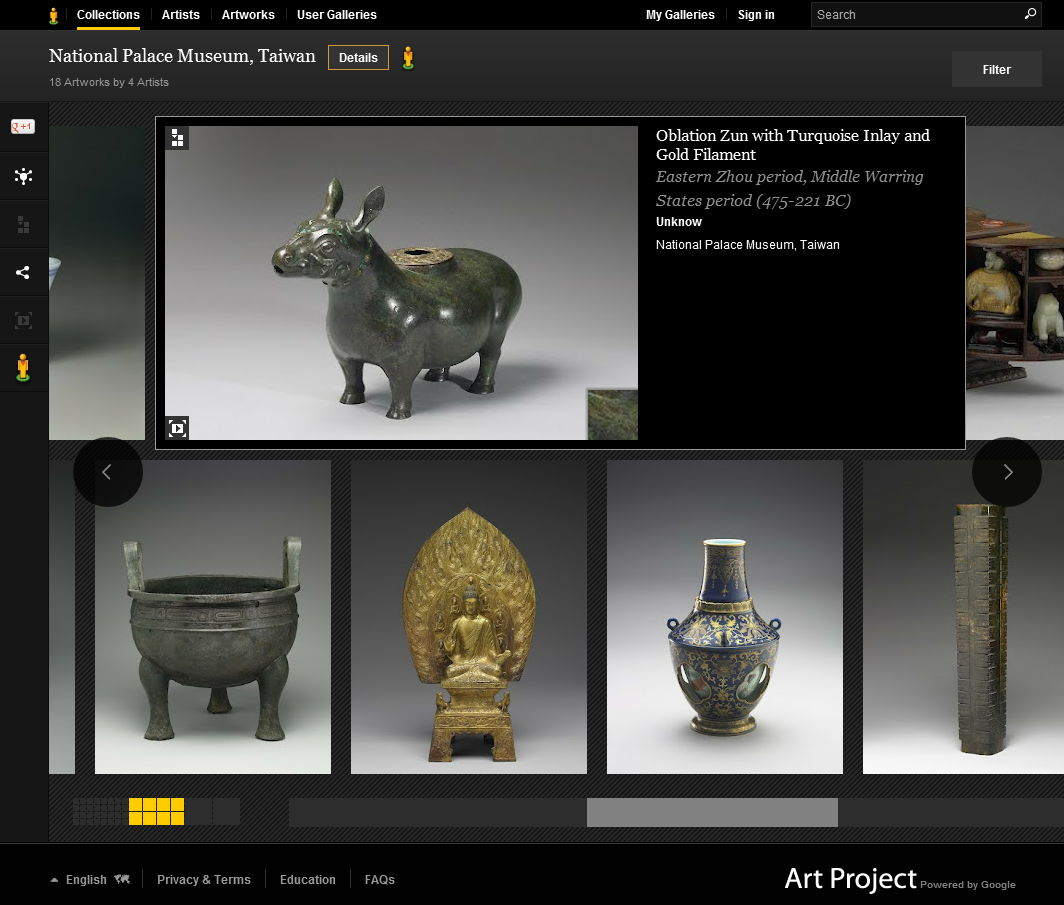 Collections
Artists
Artworks
User Galleries
My Galleries
Sign in
Search
National Palace Museum, Taiwan
Details
18 Artworks by 4 Artists
Filter
+1
Oblation Zun with Turquoise Inlay and
Gold Filament
Eastern Zhou period, Middle Warring
States period (475-221 BC)
Unknow
National Palace Museum, Taiwan
English
Privacy & Terms
Education
FAQs
Art Project Powered by Google